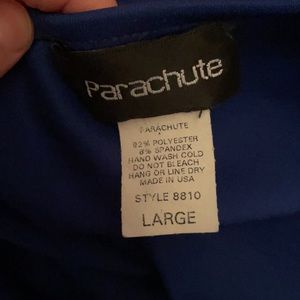 Parachute
PARACHUTE
92% POLYESTER
8% SPANDEX
HAND WASH COLD
DO NOT BLEACH
HANG OR LINE DRY
MADE IN USA
STYLE 8810
LARGE